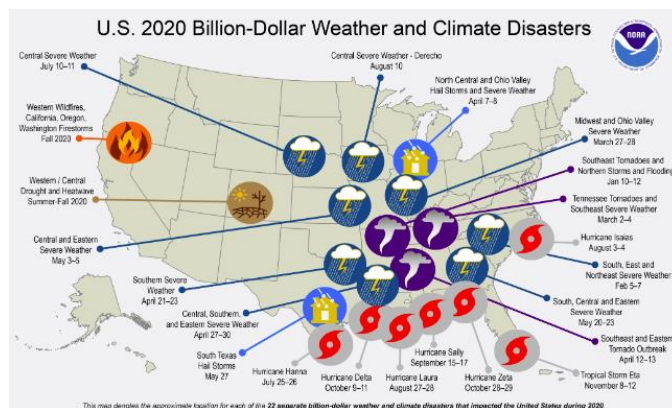 U.S. 2020 Billion-Dollar Weather and Climate Disasters
NOAA
Central Severe Weather
July 10–11
Central Severe Weather - Derecho
August 10
North Central and Ohio Valley
Hail Storms and Severe Weather
April 7–8
Western Wildfires,
California, Oregon,
Washington Firestorms
Fall 2020
Midwest and Ohio Valley
Severe Weather
March 27–28
Southeast Tornadoes and
Northern Storms and Flooding
Jan 10–12
Western / Central
Drought and Heatwave
Summer-Fall 2020
Tennessee Tornadoes and
Southeast Severe Weather
March 2–4
Central and Eastern
Severe Weather
May 3–5
Hurricane Isaias
August 3–4
Southern Severe
Weather
April 21–23
South, East and
Northeast Severe Weather
Feb 5–7
Central, Southern,
and Eastern Severe Weather
April 27–30
South, Central and Eastern
Severe Weather
May 20–23
South Texas
Hail Storms
May 27
Southeast and Eastern
Tornado Outbreak
April 12–13
Hurricane Hanna
July 25–26
Hurricane Delta
October 9–11
Hurricane Laura
August 27–28
Hurricane Sally
September 15–17
Hurricane Zeta
October 28–29
Tropical Storm Eta
November 8–12
This map denotes the approximate location for each of the 22 separate billion-dollar weather and climate disasters that impacted the United States during 2020